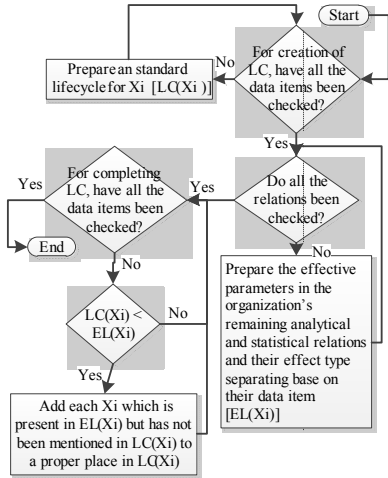 Start
For creation of
LC, have all the
data items been
checked?
No
Prepare an standard
lifecycle for Xi [LC(Xi )]
Yes
Do all the
relations been
checked?
Yes
No
For completing
LC, have all the
data items been
checked?
Yes
End
No
Prepare the effective
parameters in the
organization's
remaining analytical
and statistical relations
and their effect type
separating base on
their data item
[EL(Xi)]
LC(Xi) <
EL(Xi)
No
Yes
Add each Xi which is
present in EL(Xi) but has not
been mentioned in LC(Xi) to
a proper place in LC(Xi)